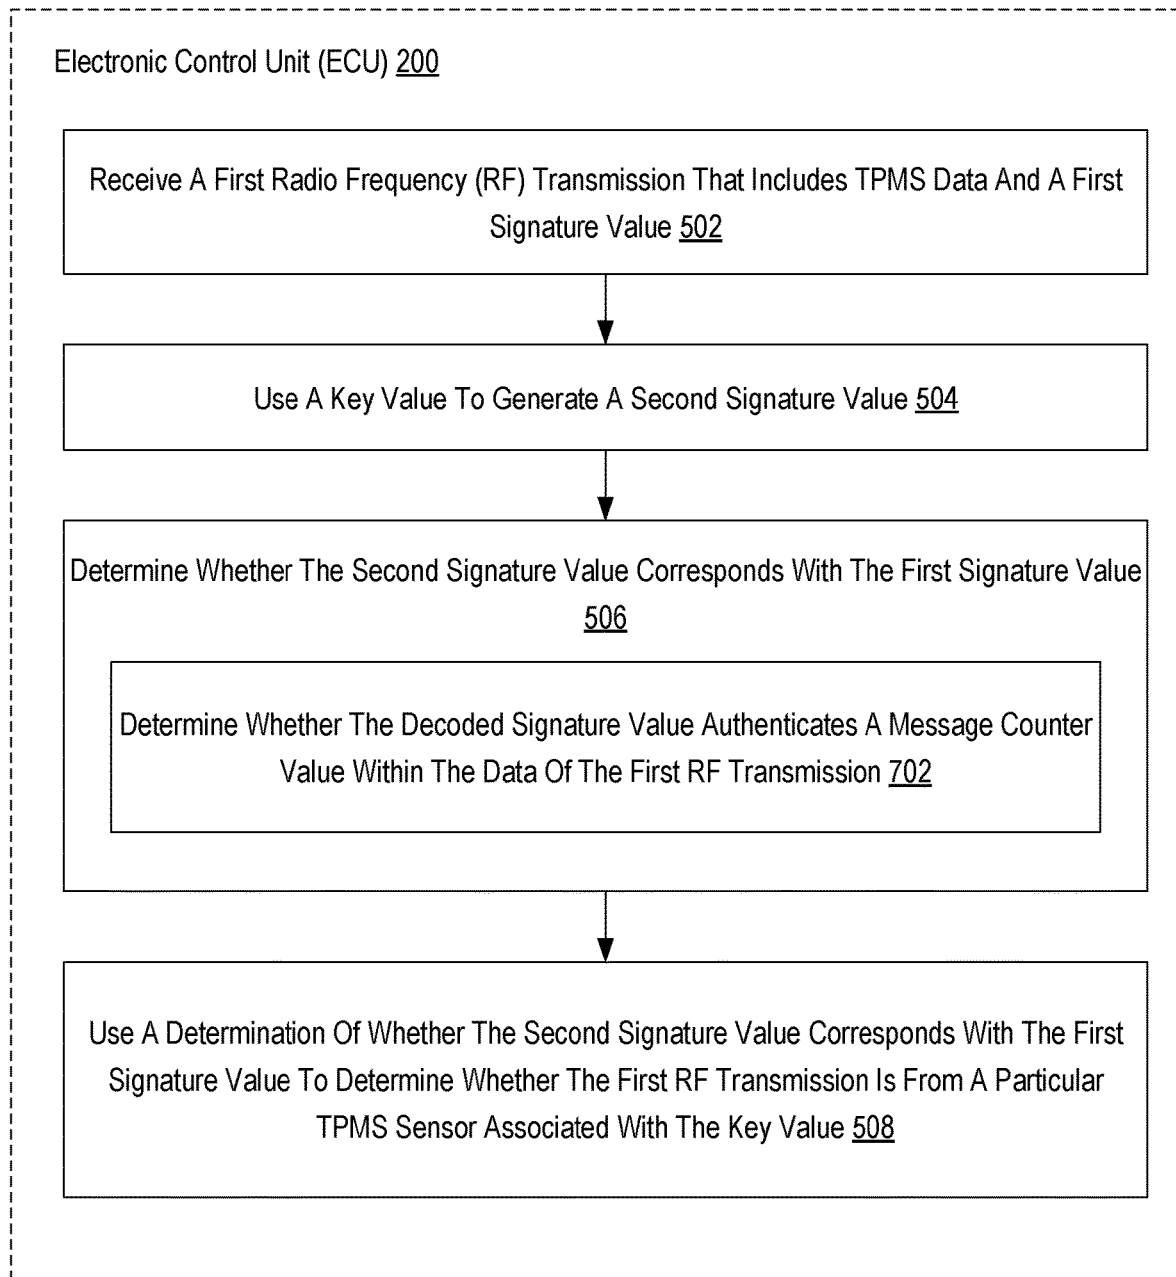 Electronic Control Unit (ECU) 200
Receive A First Radio Frequency (RF) Transmission That Includes TPMS Data And A First
Signature Value 502
Use A Key Value To Generate A Second Signature Value 504
Determine Whether The Second Signature Value Corresponds With The First Signature Value
506
Determine Whether The Decoded Signature Value Authenticates A Message Counter
Value Within The Data Of The First RF Transmission 702
Use A Determination Of Whether The Second Signature Value Corresponds With The First
Signature Value To Determine Whether The First RF Transmission Is From A Particular
TPMS Sensor Associated With The Key Value 508